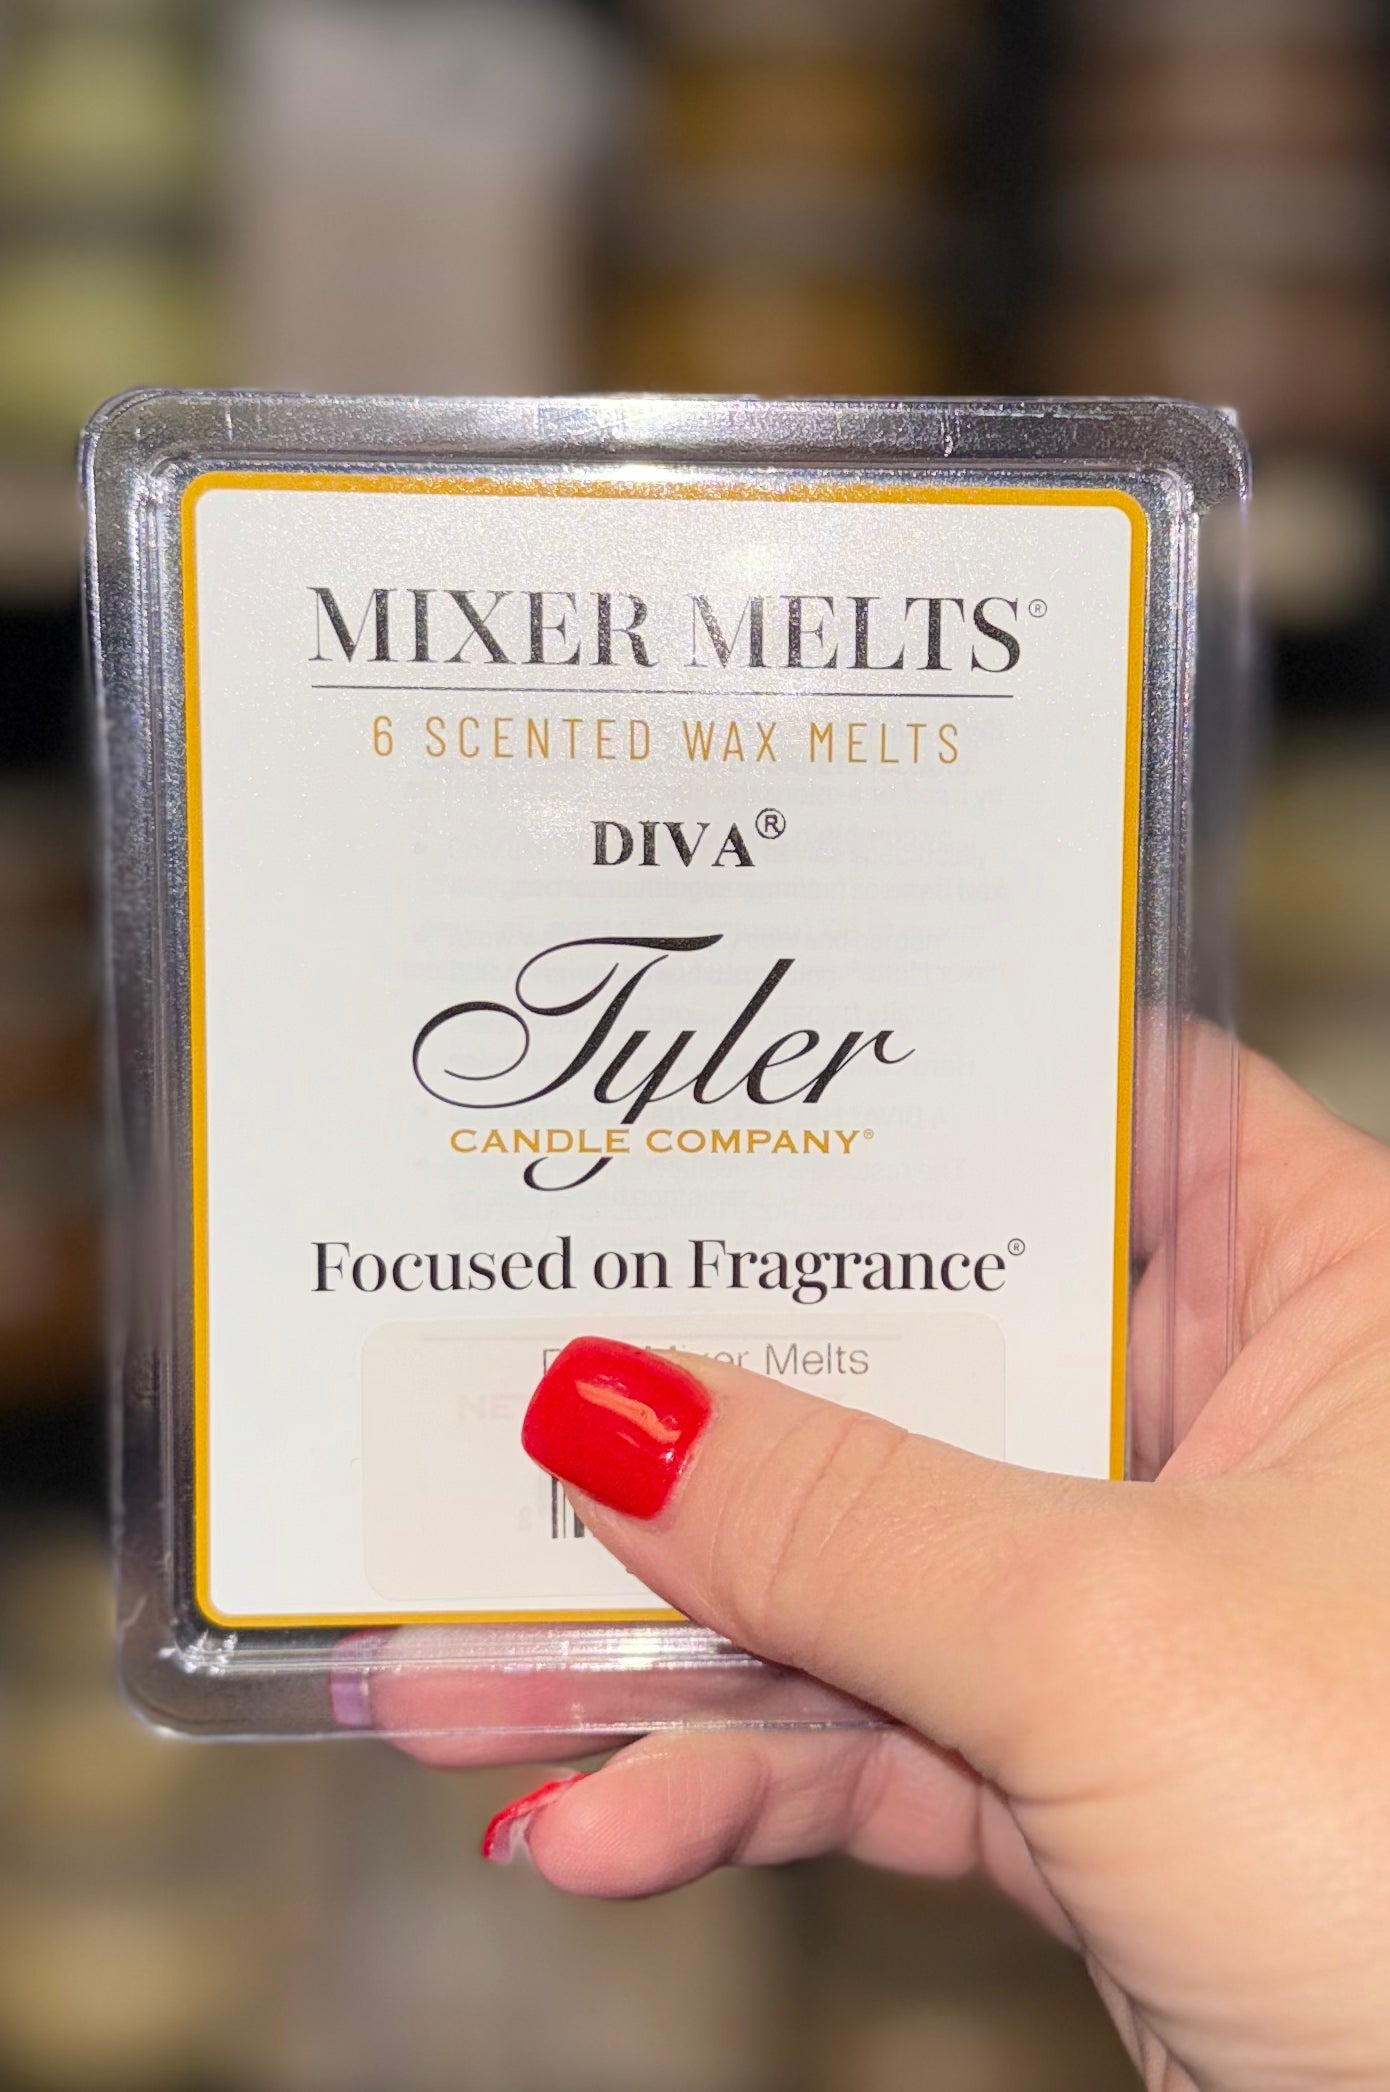 MIXER MELTS®
6 SCENTED WAX MELTS
DIVA®
Tyler
CANDLE COMPANY®
Focused on Fragrance®
Mixer Melts